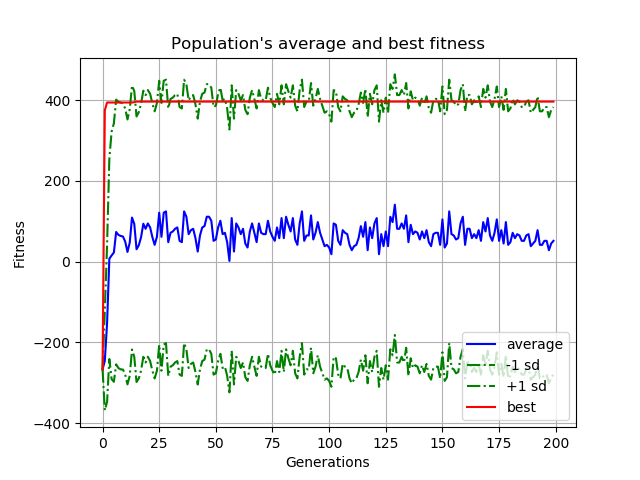 Population's average and best fitness
Fitness
400
200
0
−200
−400
0
25
50
75
100
125
150
175
200
Generations
average
-1 sd
+1 sd
best